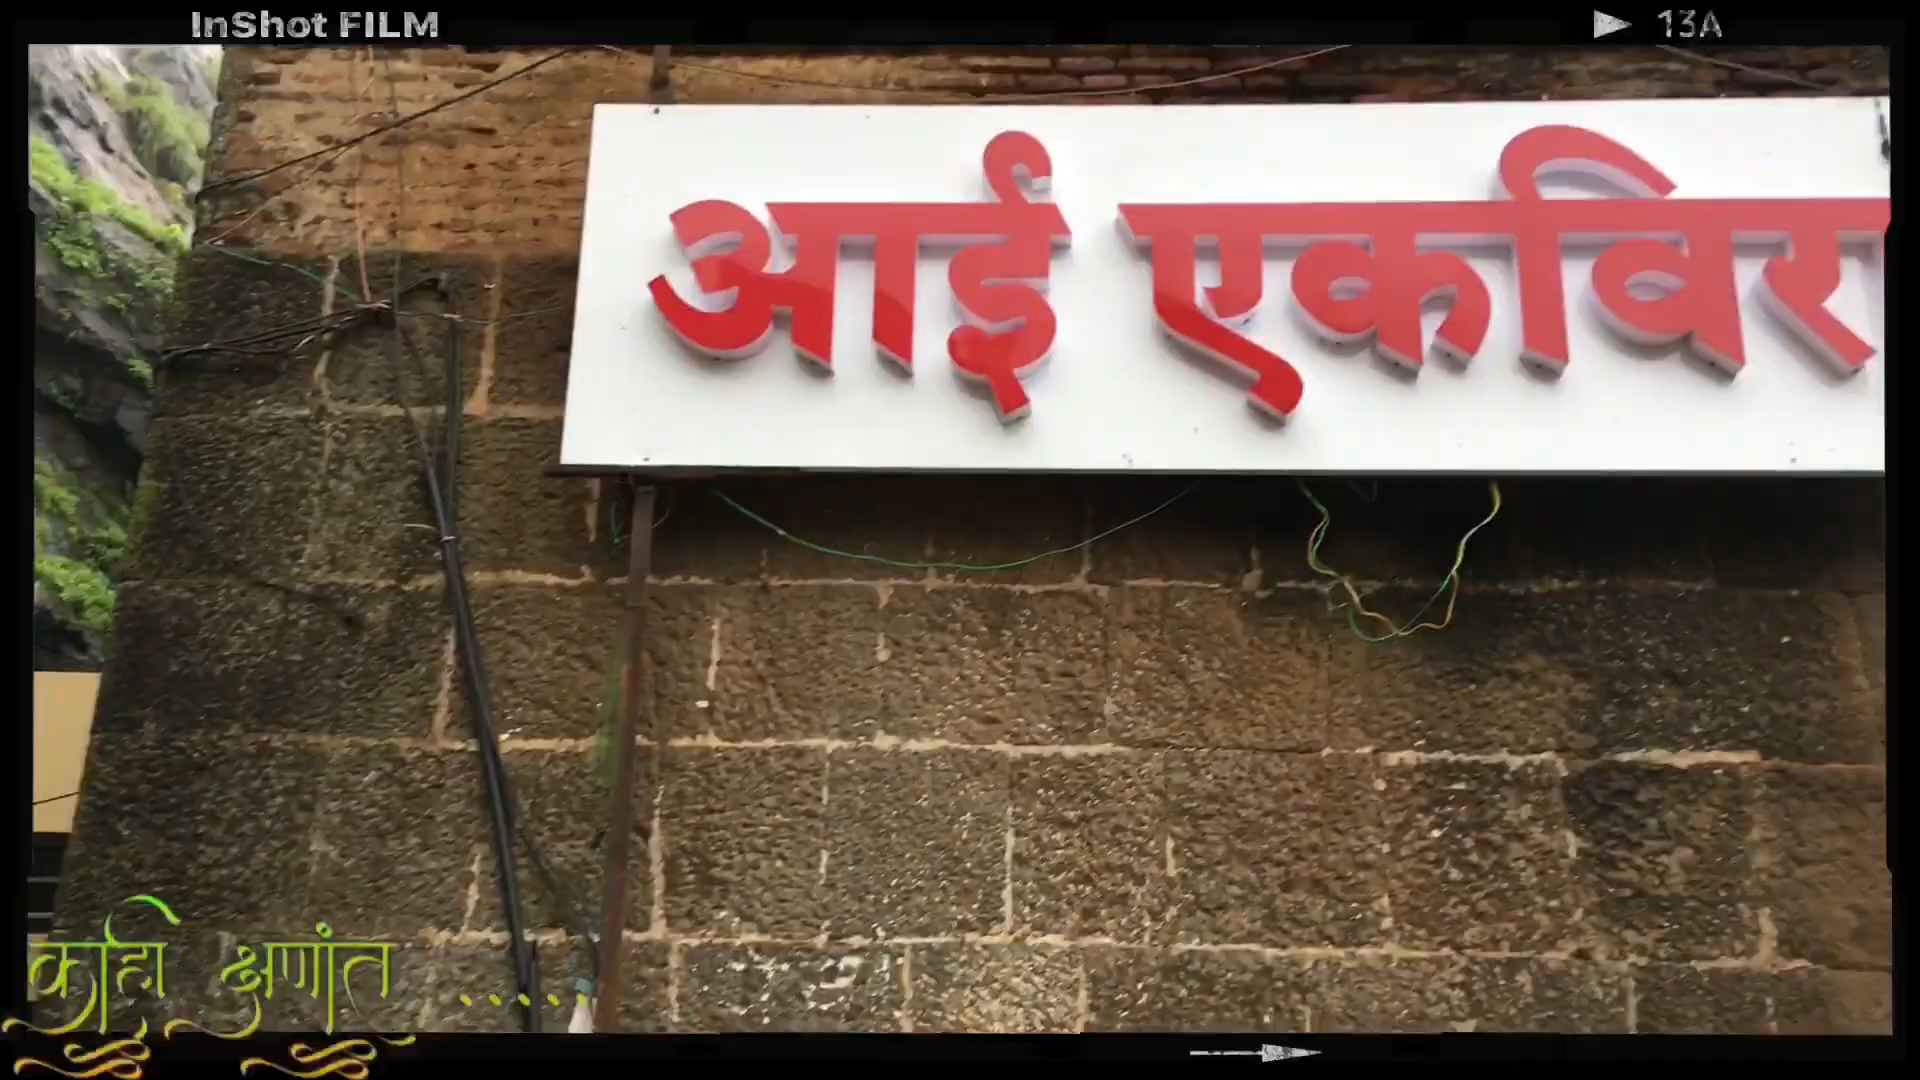 InShot FILM
13A
आई एकविर
काही क्षणांत .....